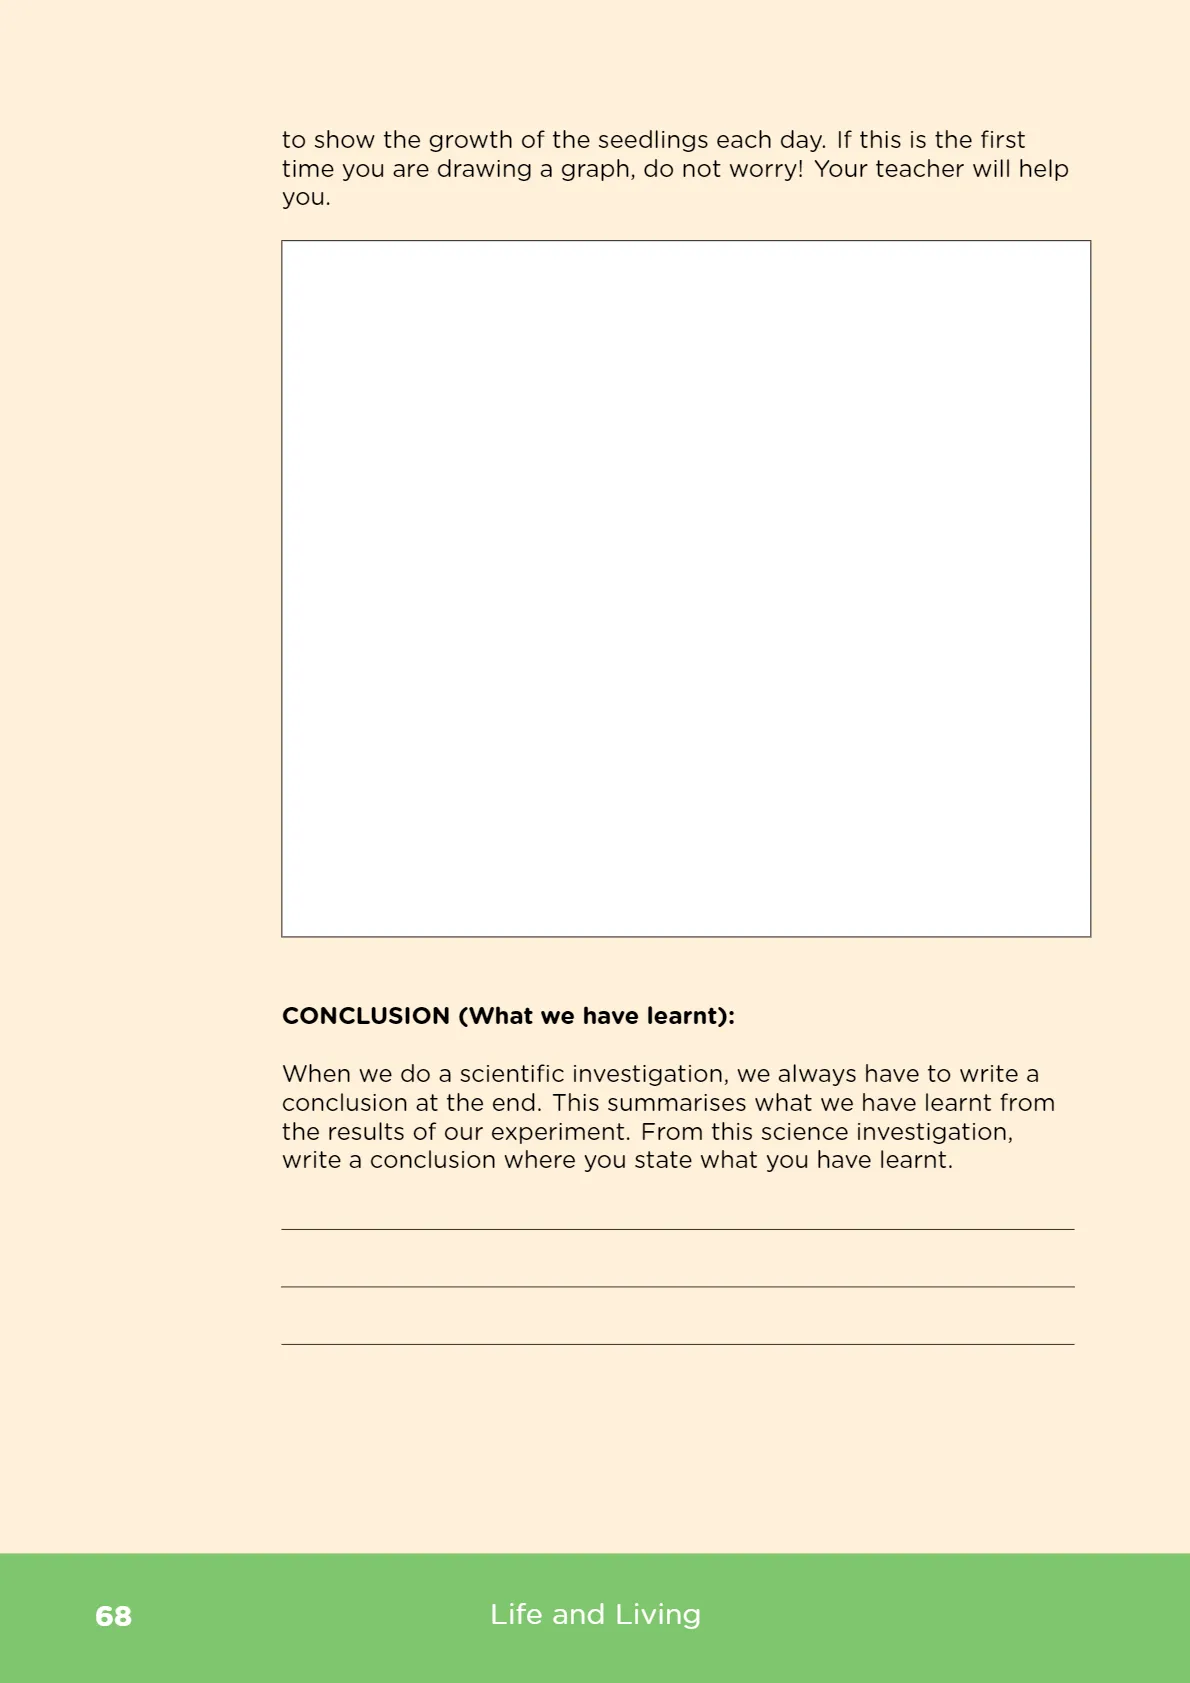 to show the growth of the seedlings each day. If this is the first
time you are drawing a graph, do not worry! Your teacher will help
you.
CONCLUSION (What we have learnt):
When we do a scientific investigation, we always have to write a
conclusion at the end. This summarises what we have learnt from
the results of our experiment. From this science investigation,
write a conclusion where you state what you have learnt.
68
Life and Living